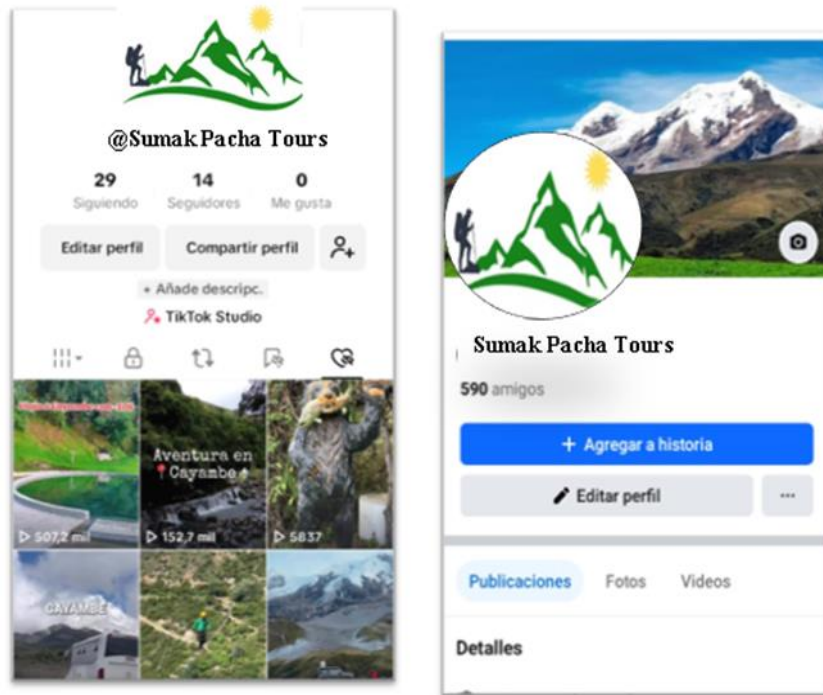 @Sumak Pacha Tours
29 14 0
Siguiendo Seguidores Me gusta
Editar perfil Compartir perfil
+ Añade descripc.
TikTok Studio
Aventura en
Cayambe
507,2 mil 152,7 mil 5837
CAYAMBE
Sumak Pacha Tours
590 amigos
+ Agregar a historia
Editar perfil ...
Publicaciones Fotos Videos
Detalles